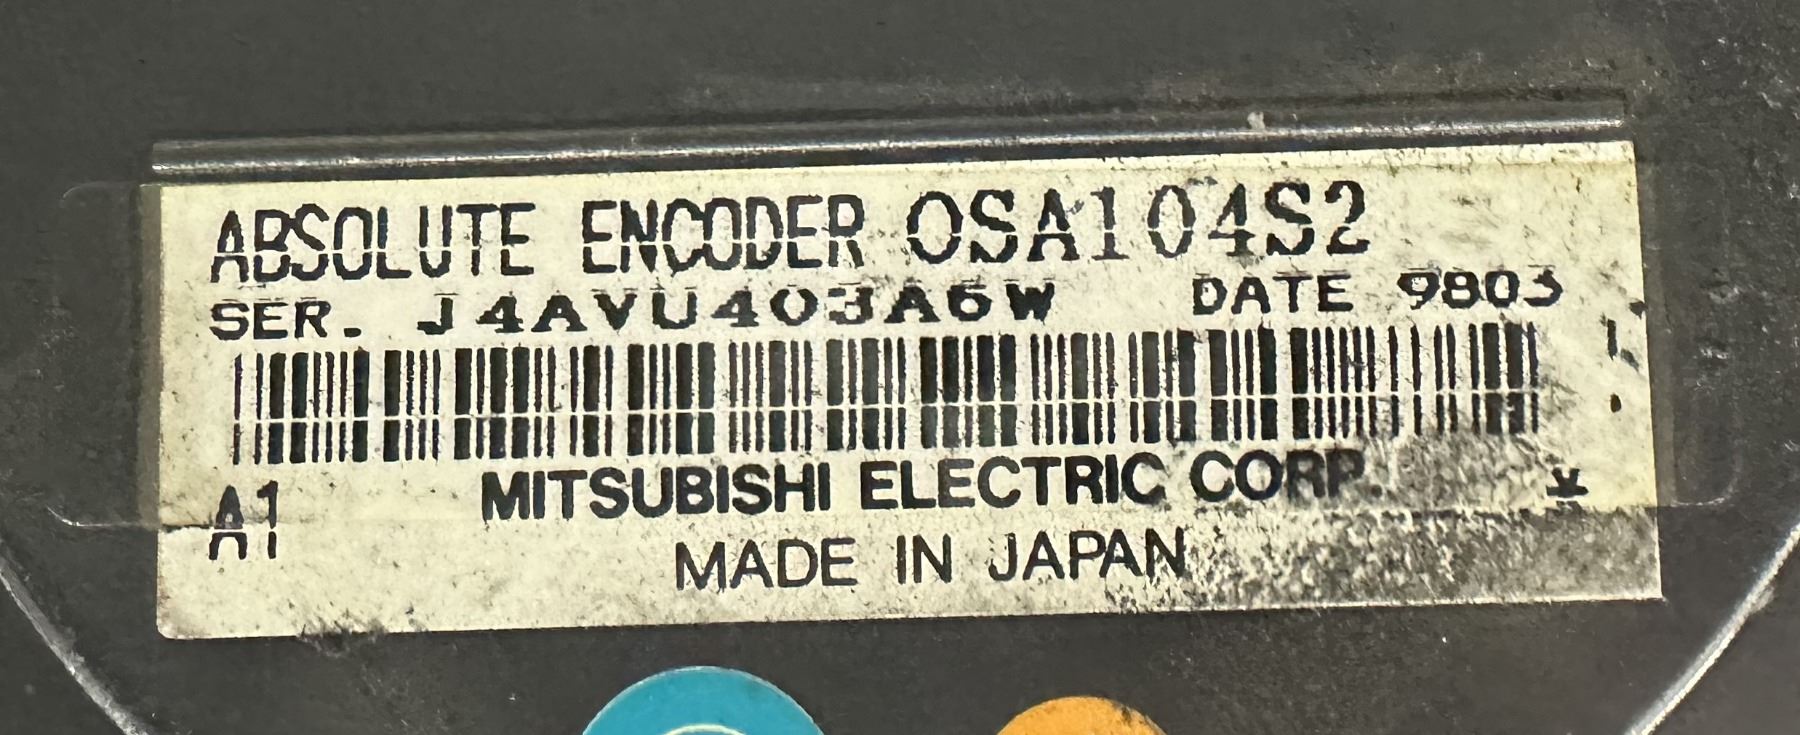 ABSOLUTE ENCODER OSA104S2
SER. J4AVU403A6W DATE 9803
MITSUBISHI ELECTRIC CORP.
A1
MADE IN JAPAN